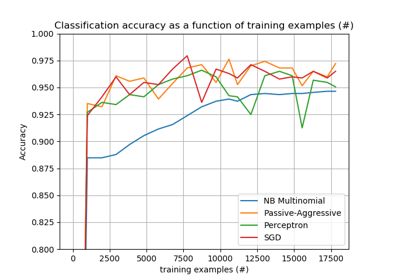 Classification accuracy as a function of training examples (#)
1.000
0.975
0.950
0.925
0.900
0.875
0.850
0.825
0.800
Accuracy
NB Multinomial
Passive-Aggressive
Perceptron
SGD
0 2500 5000 7500 10000 12500 15000 17500
training examples (#)